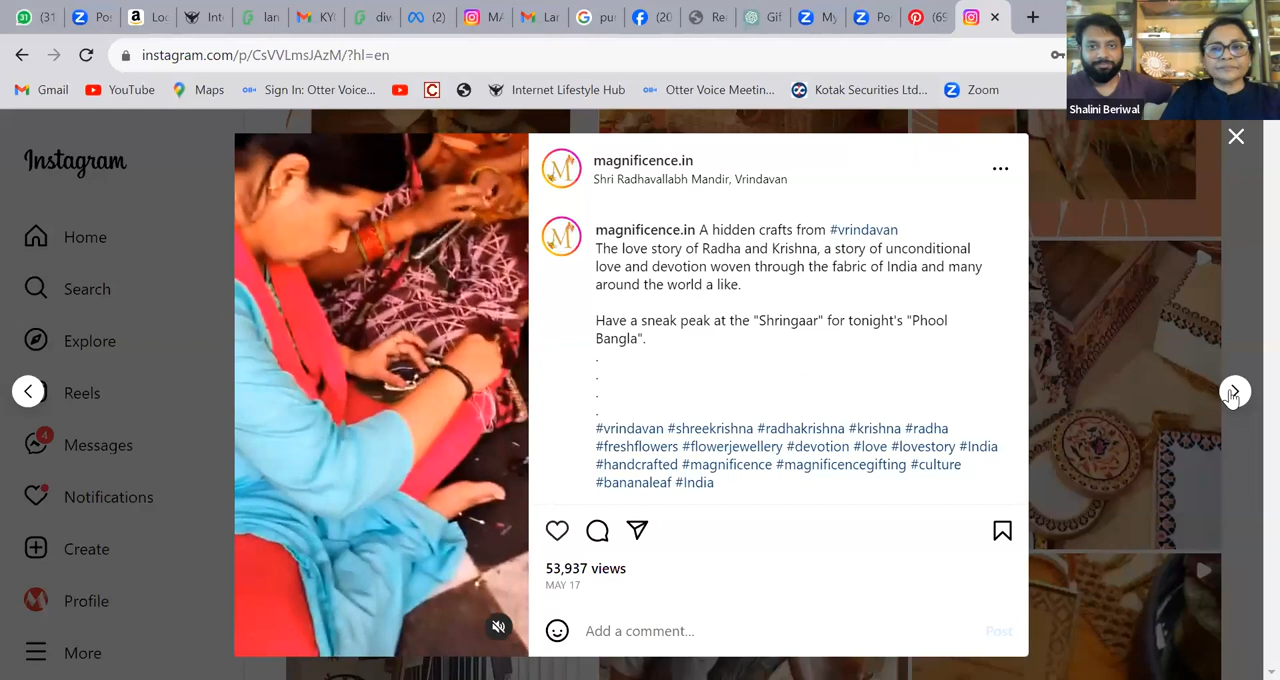 (31
Po:
Loc
Int
lar
KY
div
(2)
MA
Lar
pu
(20
Re
Gif
My
Po
(69
instagram.com/p/CsVVLmsJAzM/?hl=en
Gmail
YouTube
Maps
Sign In: Otter Voice...
Internet Lifestyle Hub
Otter Voice Meetin...
Kotak Securities Ltd...
Zoom
Shalini Beriwal
Instagram
Home
Search
Explore
Reels
4
Messages
Notifications
Create
Profile
More
magnificence.in
Shri Radhavallabh Mandir, Vrindavan
magnificence.in A hidden crafts from #vrindavan
The love story of Radha and Krishna, a story of unconditional
love and devotion woven through the fabric of India and many
around the world a like.
Have a sneak peak at the "Shringaar" for tonight's "Phool
Bangla".
.
.
.
.
#vrindavan #shreekrishna #radhakrishna #krishna #radha
#freshflowers #flowerjewellery #devotion #love #lovestory #India
#handcrafted #magnificence #magnificencegifting #culture
#bananaleaf #India
53,937 views
MAY 17
Add a comment...
Post